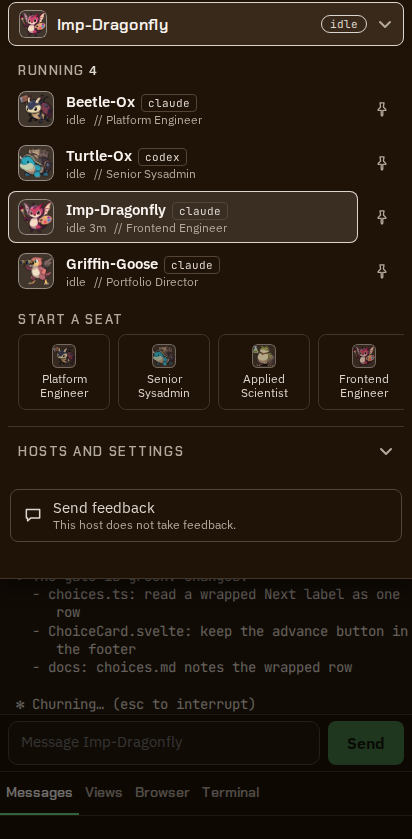 Imp-Dragonfly idle
RUNNING 4
Beetle-Ox claude
idle // Platform Engineer
Turtle-Ox codex
idle // Senior Sysadmin
Imp-Dragonfly claude
idle 3m // Frontend Engineer
Griffin-Goose claude
idle // Portfolio Director
START A SEAT
Platform
Engineer
Senior
Sysadmin
Applied
Scientist
Frontend
Engineer
HOSTS AND SETTINGS
Send feedback
This host does not take feedback.
- choices.ts: read a wrapped Next label as one
row
- ChoiceCard.svelte: keep the advance button in
the footer
- docs: choices.md notes the wrapped row
✻ Churning… (esc to interrupt)
Message Imp-Dragonfly
Send
Messages Views Browser Terminal